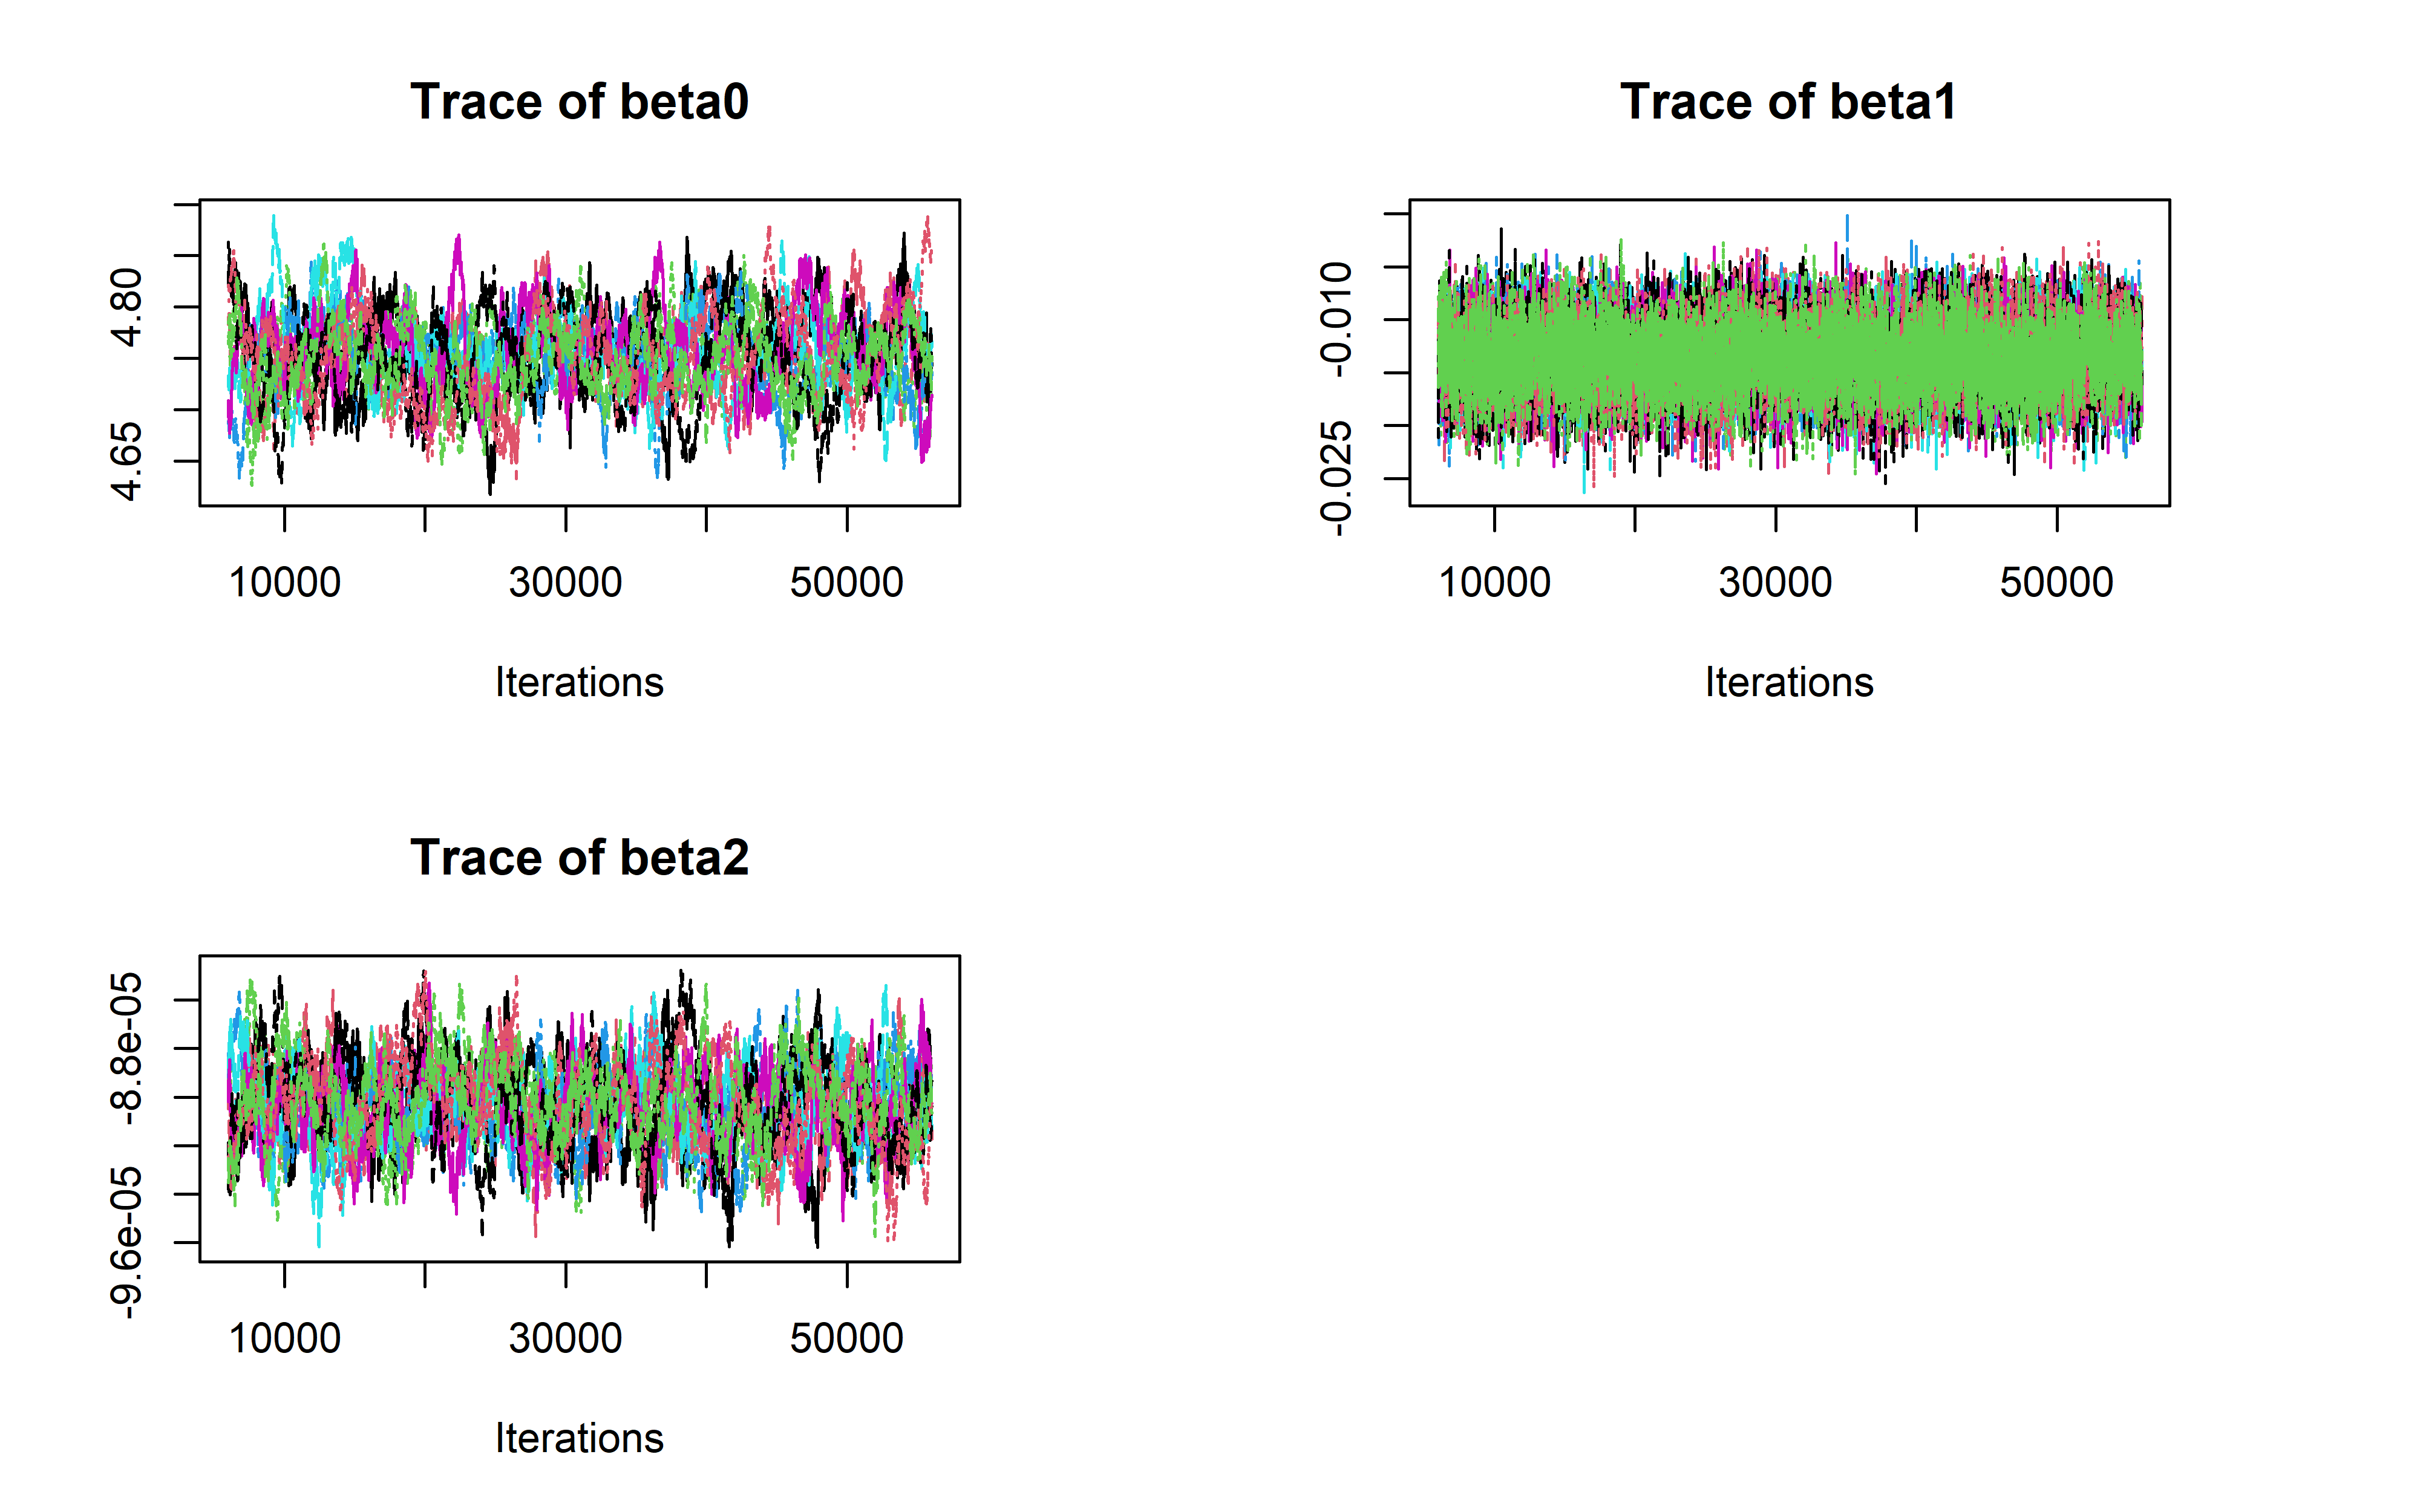 Trace of beta0
4.80
4.65
10000 30000 50000
Iterations
Trace of beta1
-0.010
-0.025
10000 30000 50000
Iterations
Trace of beta2
-8.8e-05
-9.6e-05
10000 30000 50000
Iterations